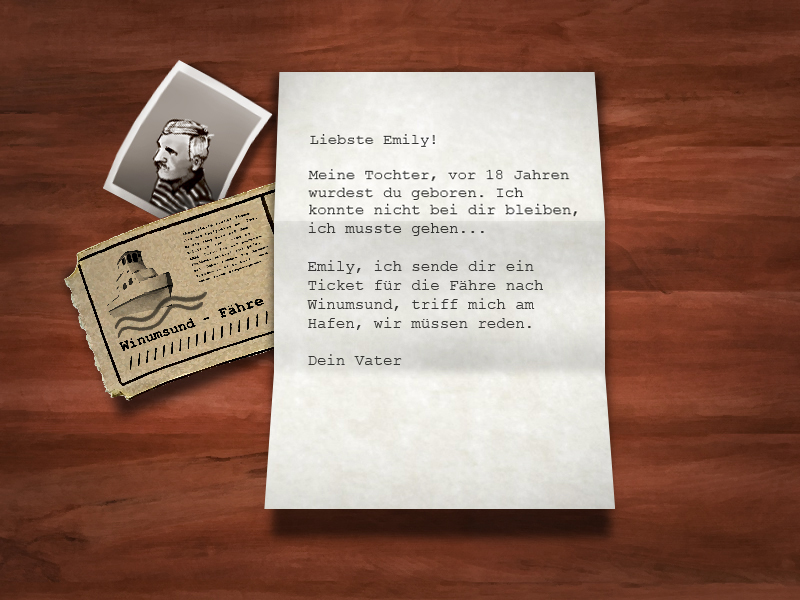 Liebste Emily!
Meine Tochter, vor 18 Jahren
wurdest du geboren. Ich
konnte nicht bei dir bleiben,
ich musste gehen...
Emily, ich sende dir ein
Ticket für die Fähre nach
Winumsund, triff mich am
Hafen, wir müssen reden.
Dein Vater
Winumsund - Fähre